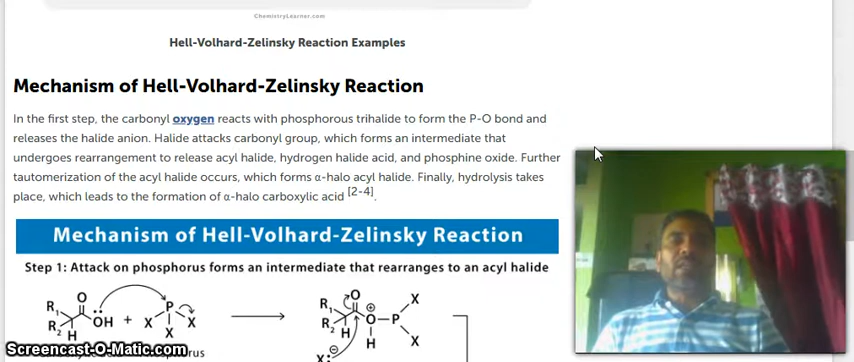 ChemistryLearner.com
Hell-Volhard-Zelinsky Reaction Examples
Mechanism of Hell-Volhard-Zelinsky Reaction
In the first step, the carbonyl oxygen reacts with phosphorous trihalide to form the P-O bond and
releases the halide anion. Halide attacks carbonyl group, which forms an intermediate that
undergoes rearrangement to release acyl halide, hydrogen halide acid, and phosphine oxide. Further
tautomerization of the acyl halide occurs, which forms α-halo acyl halide. Finally, hydrolysis takes
place, which leads to the formation of α-halo carboxylic acid [2-4].
Mechanism of Hell-Volhard-Zelinsky Reaction
Step 1: Attack on phosphorus forms an intermediate that rearranges to an acyl halide
R1 R2 H O OH + X P X X
R1 R2 H O O H P X X X:
Screencast-O-Matic.com